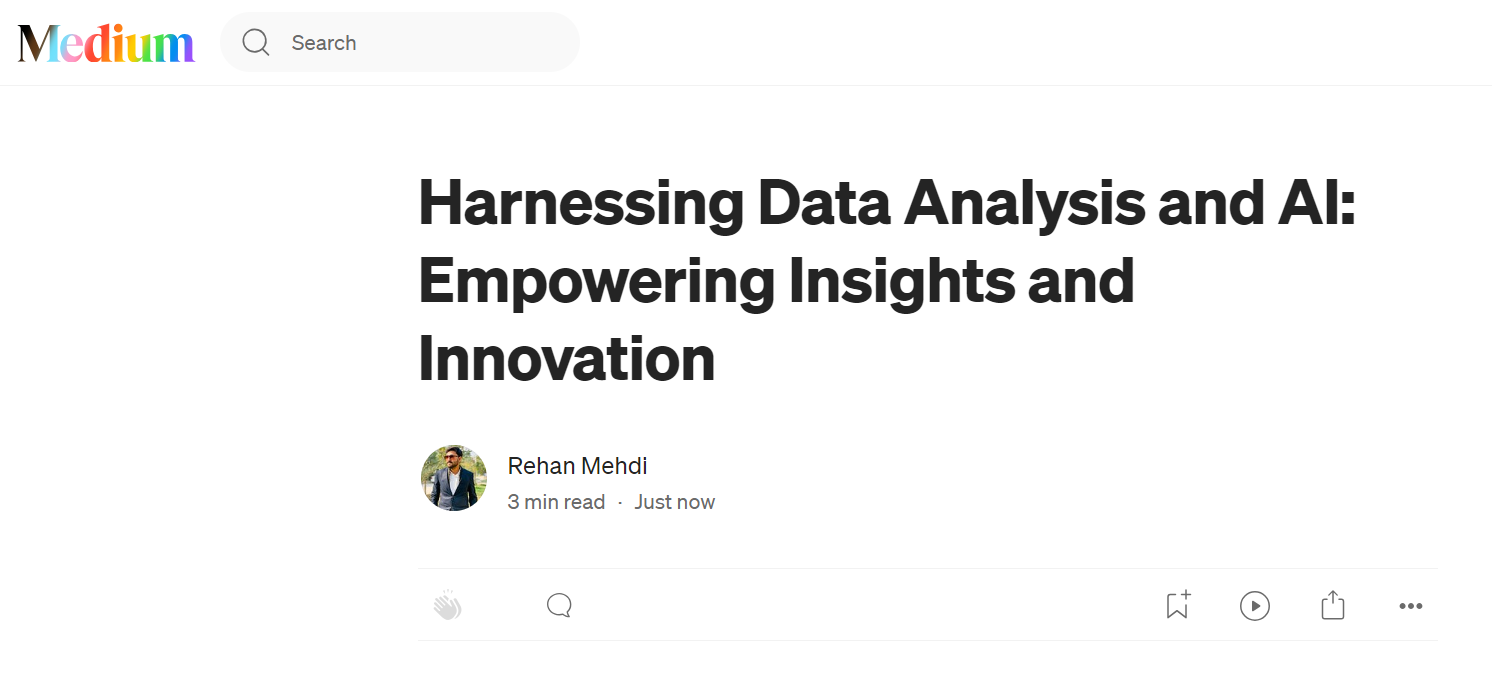 Medium
Search
Harnessing Data Analysis and AI:
Empowering Insights and
Innovation
Rehan Mehdi
3 min read · Just now